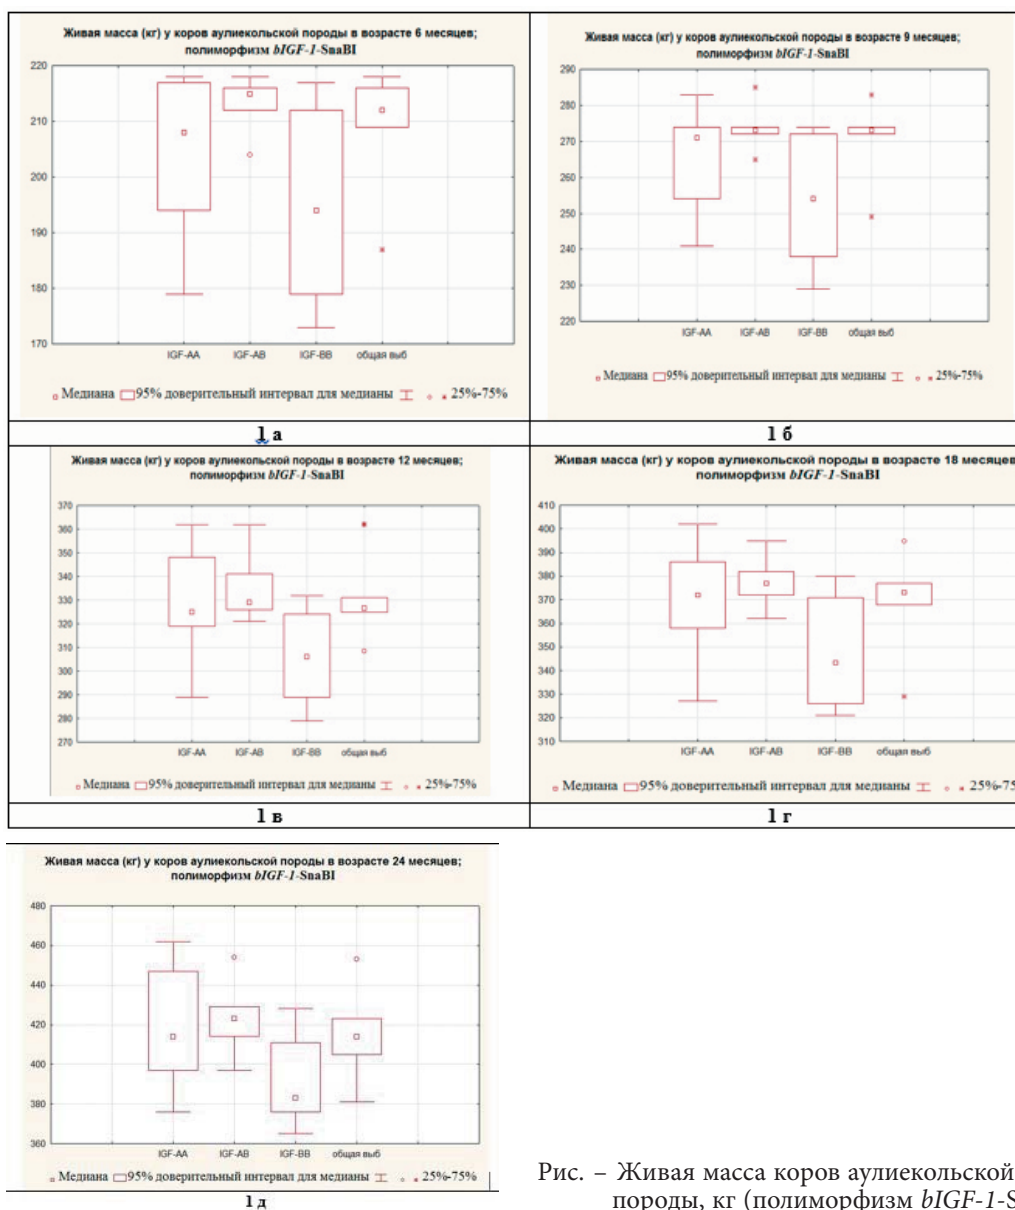 Живая масса (кг) у коров аулиекольской породы в возрасте 6 месяцев;
полиморфизм bIGF-1-SnaBI
220
210
200
190
180
170
IGF-AA IGF-AB IGF-BB общая выб
Медиана 95% доверительный интервал для медианы 25%-75%
1 а
Живая масса (кг) у коров аулиекольской породы в возрасте 9 месяцев;
полиморфизм bIGF-1-SnaBI
290
280
270
260
250
240
230
220
IGF-AA IGF-AB IGF-BB общая выб
Медиана 95% доверительный интервал для медианы 25%-75%
1 б
Живая масса (кг) у коров аулиекольской породы в возрасте 12 месяцев;
полиморфизм bIGF-1-SnaBI
370
360
350
340
330
320
310
300
290
280
270
IGF-AA IGF-AB IGF-BB общая выб
Медиана 95% доверительный интервал для медианы 25%-75%
1 в
Живая масса (кг) у коров аулиекольской породы в возрасте 18 месяцев
полиморфизм bIGF-1-SnaBI
410
400
390
380
370
360
350
340
330
320
310
IGF-AA IGF-AB IGF-BB общая выб
Медиана 95% доверительный интервал для медианы 25%-75
1 г
Живая масса (кг) у коров аулиекольской породы в возрасте 24 месяцев;
полиморфизм bIGF-1-SnaBI
480
460
440
420
400
380
360
IGF-AA IGF-AB IGF-BB общая выб
Медиана 95% доверительный интервал для медианы 25%-75%
1 д
Рис. – Живая масса коров аулиекольской
породы, кг (полиморфизм bIGF-1-S